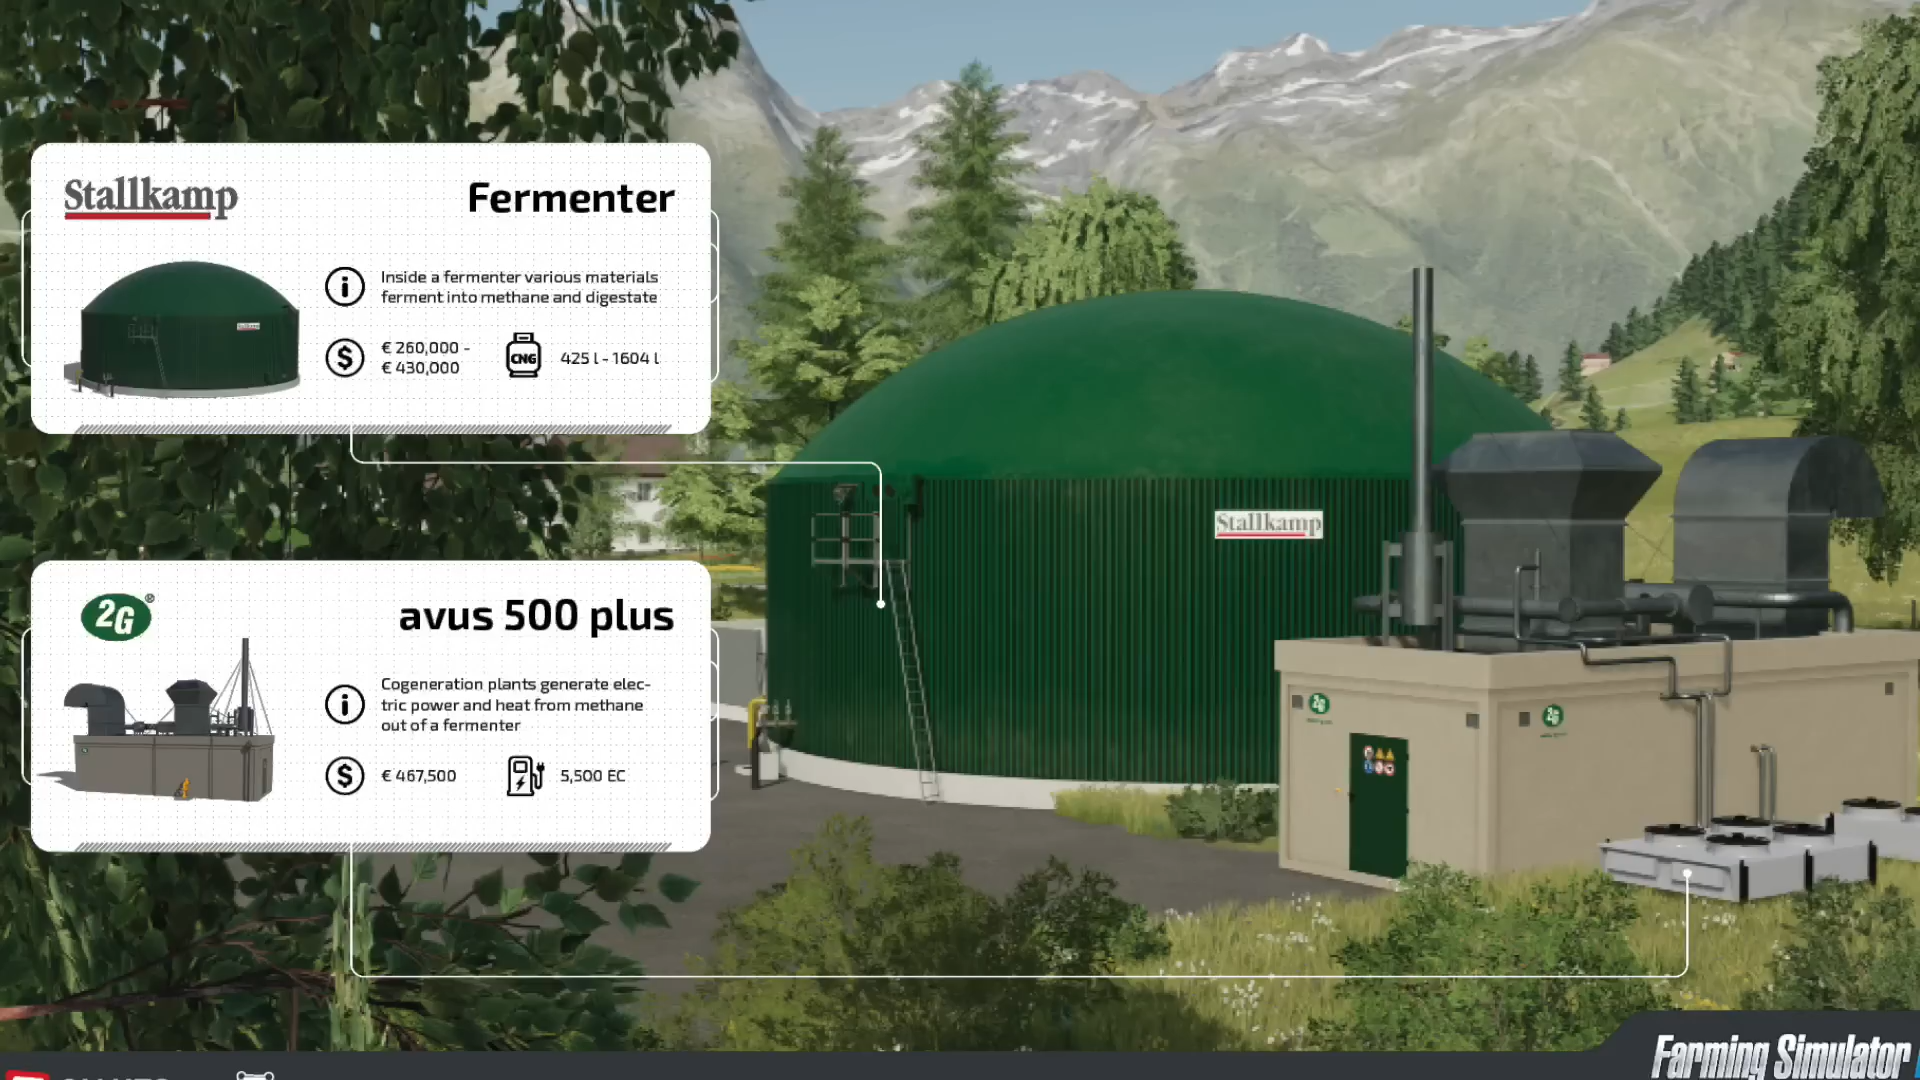 Stallkamp
Fermenter
Inside a fermenter various materials
ferment into methane and digestate
€ 260,000 -
€ 430,000
CNG
425 l - 1604 l
2G®
avus 500 plus
Cogeneration plants generate elec-
tric power and heat from methane
out of a fermenter
€ 467,500
5,500 EC
Stallkamp
2G
2G
Farming Simulator